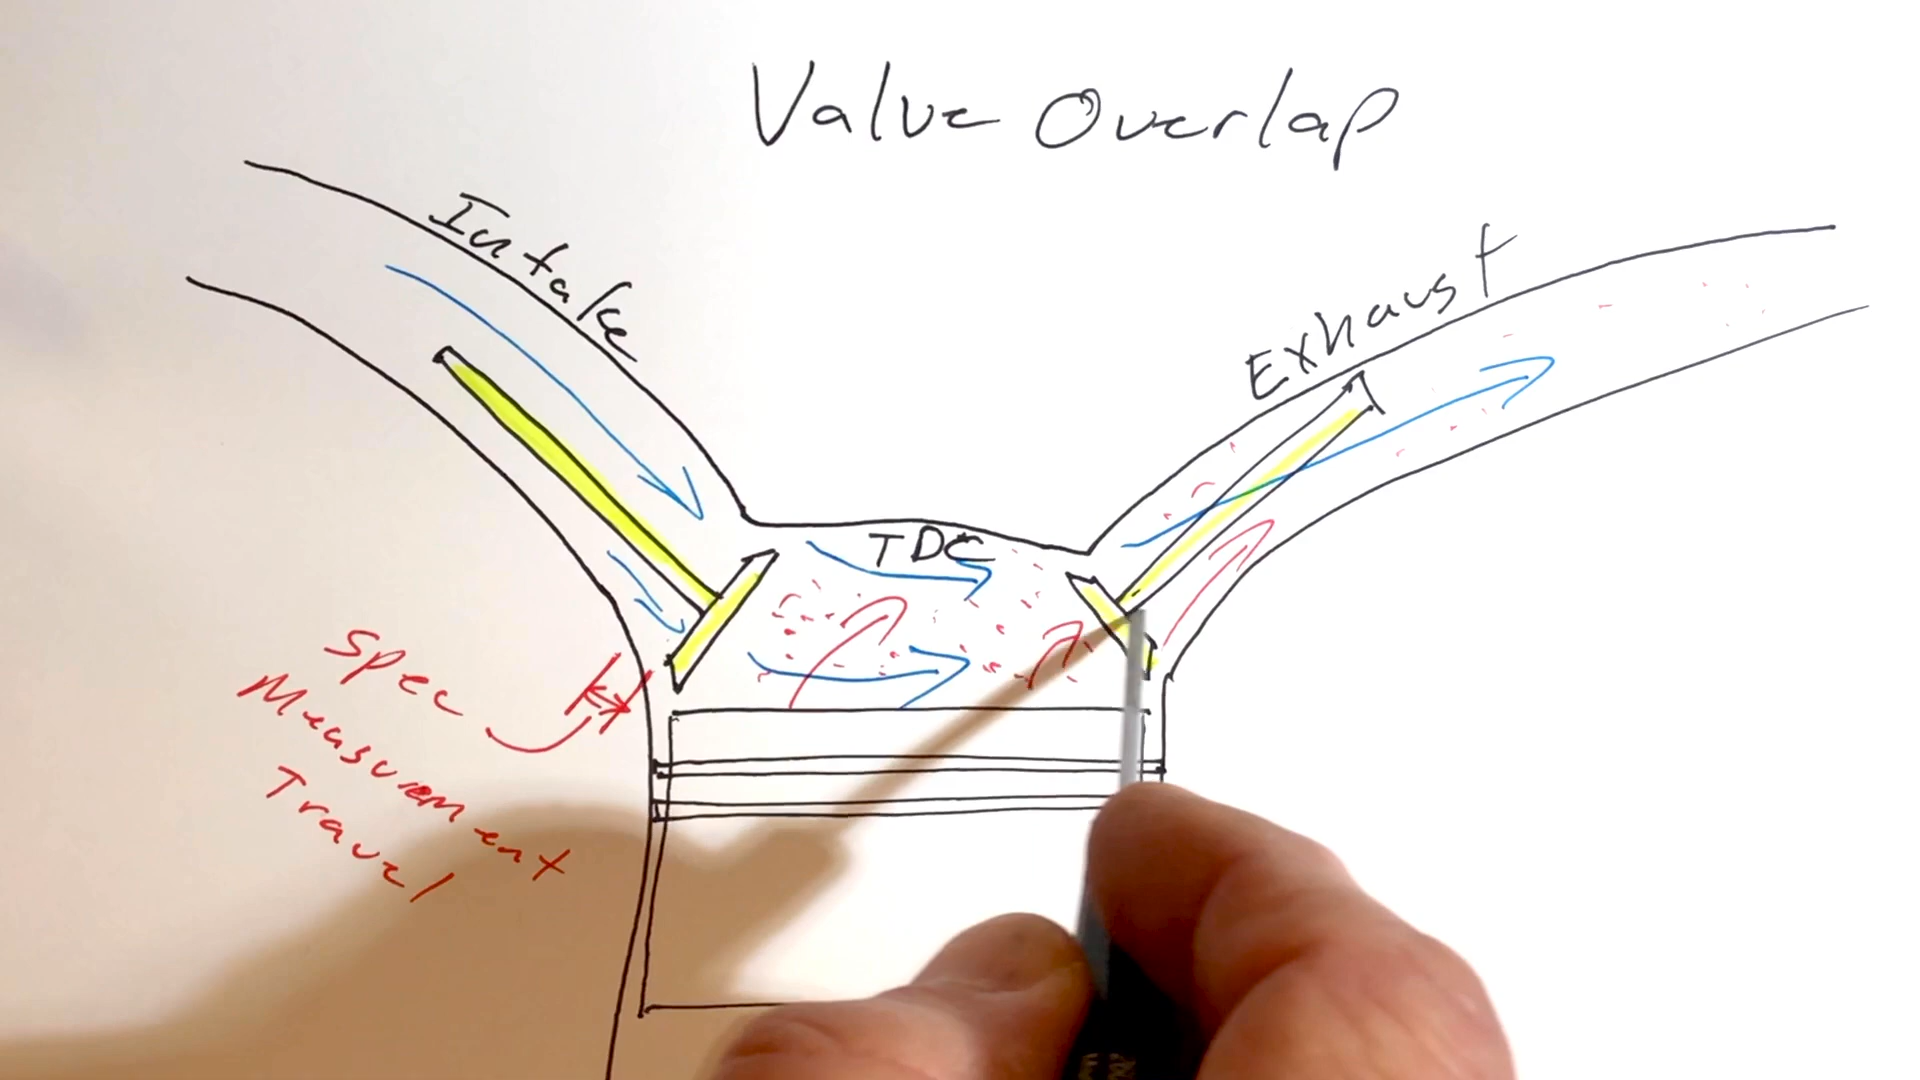 Valve Overlap
Intake
Exhaust
TDC
Spec
Measurement
Travel